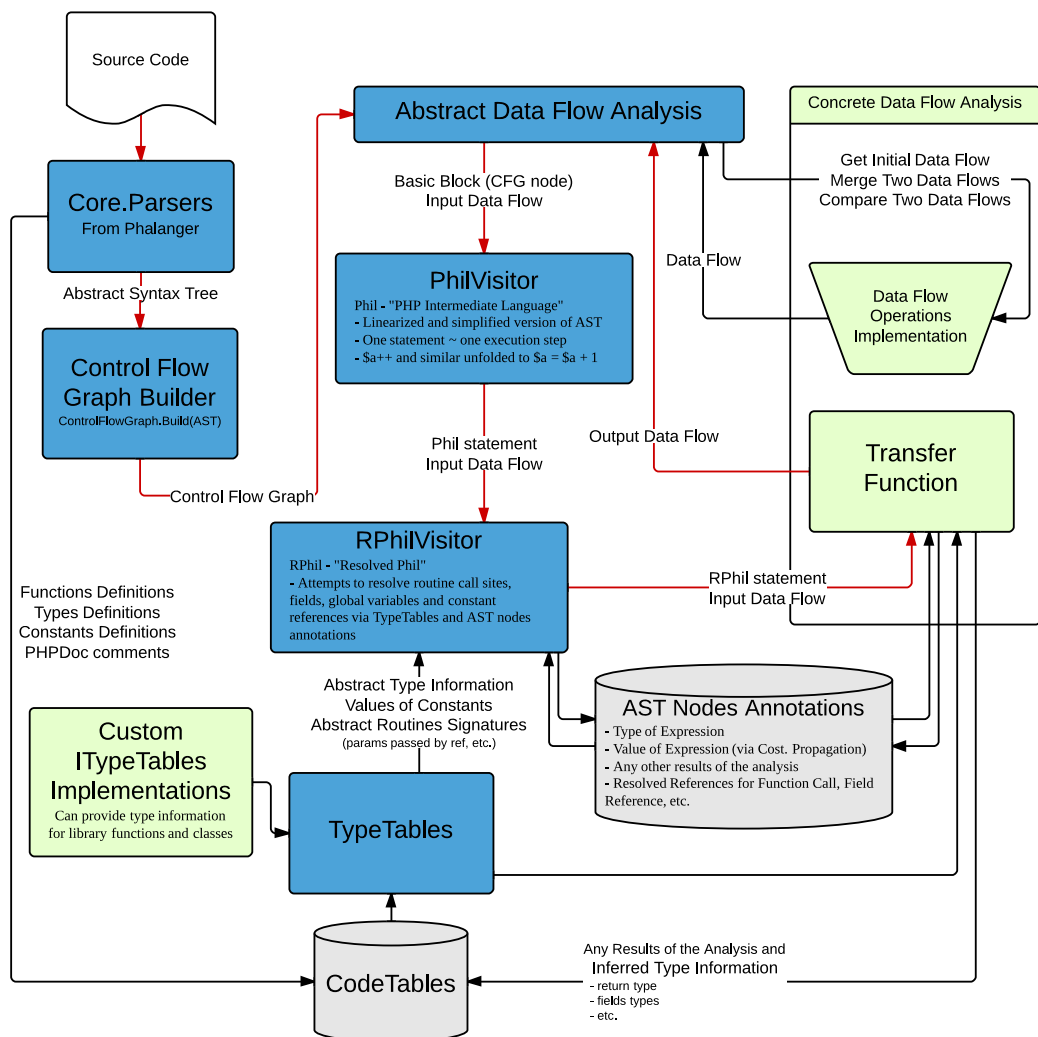 Source Code
Abstract Data Flow Analysis
Concrete Data Flow Analysis
Get Initial Data Flow
Merge Two Data Flows
Compare Two Data Flows
Core.Parsers
From Phalanger
Basic Block (CFG node)
Input Data Flow
Data Flow
Abstract Syntax Tree
PhilVisitor
Phil - "PHP Intermediate Language"
- Linearized and simplified version of AST
- One statement ~ one execution step
- $a++ and similar unfolded to $a = $a + 1
Data Flow
Operations
Implementation
Control Flow
Graph Builder
ControlFlowGraph.Build(AST)
Phil statement
Input Data Flow
Output Data Flow
Transfer
Function
Control Flow Graph
RPhilVisitor
RPhil - "Resolved Phil"
- Attempts to resolve routine call sites,
fields, global variables and constant
references via TypeTables and AST nodes
annotations
RPhil statement
Input Data Flow
Functions Definitions
Types Definitions
Constants Definitions
PHPDoc comments
Abstract Type Information
Values of Constants
Abstract Routines Signatures
(params passed by ref, etc.)
AST Nodes Annotations
- Type of Expression
- Value of Expression (via Cost. Propagation)
- Any other results of the analysis
- Resolved References for Function Call, Field
Reference, etc.
Custom
ITypeTables
Implementations
Can provide type information
for library functions and classes
TypeTables
CodeTables
Any Results of the Analysis and
Inferred Type Information
- return type
- fields types
- etc.